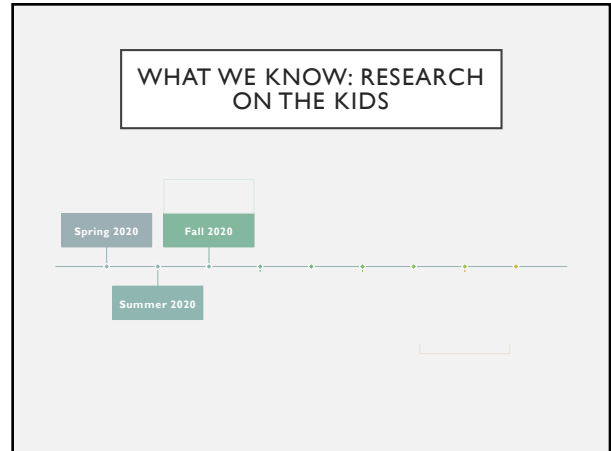 WHAT WE KNOW: RESEARCH
ON THE KIDS
Spring 2020
Fall 2020
Summer 2020